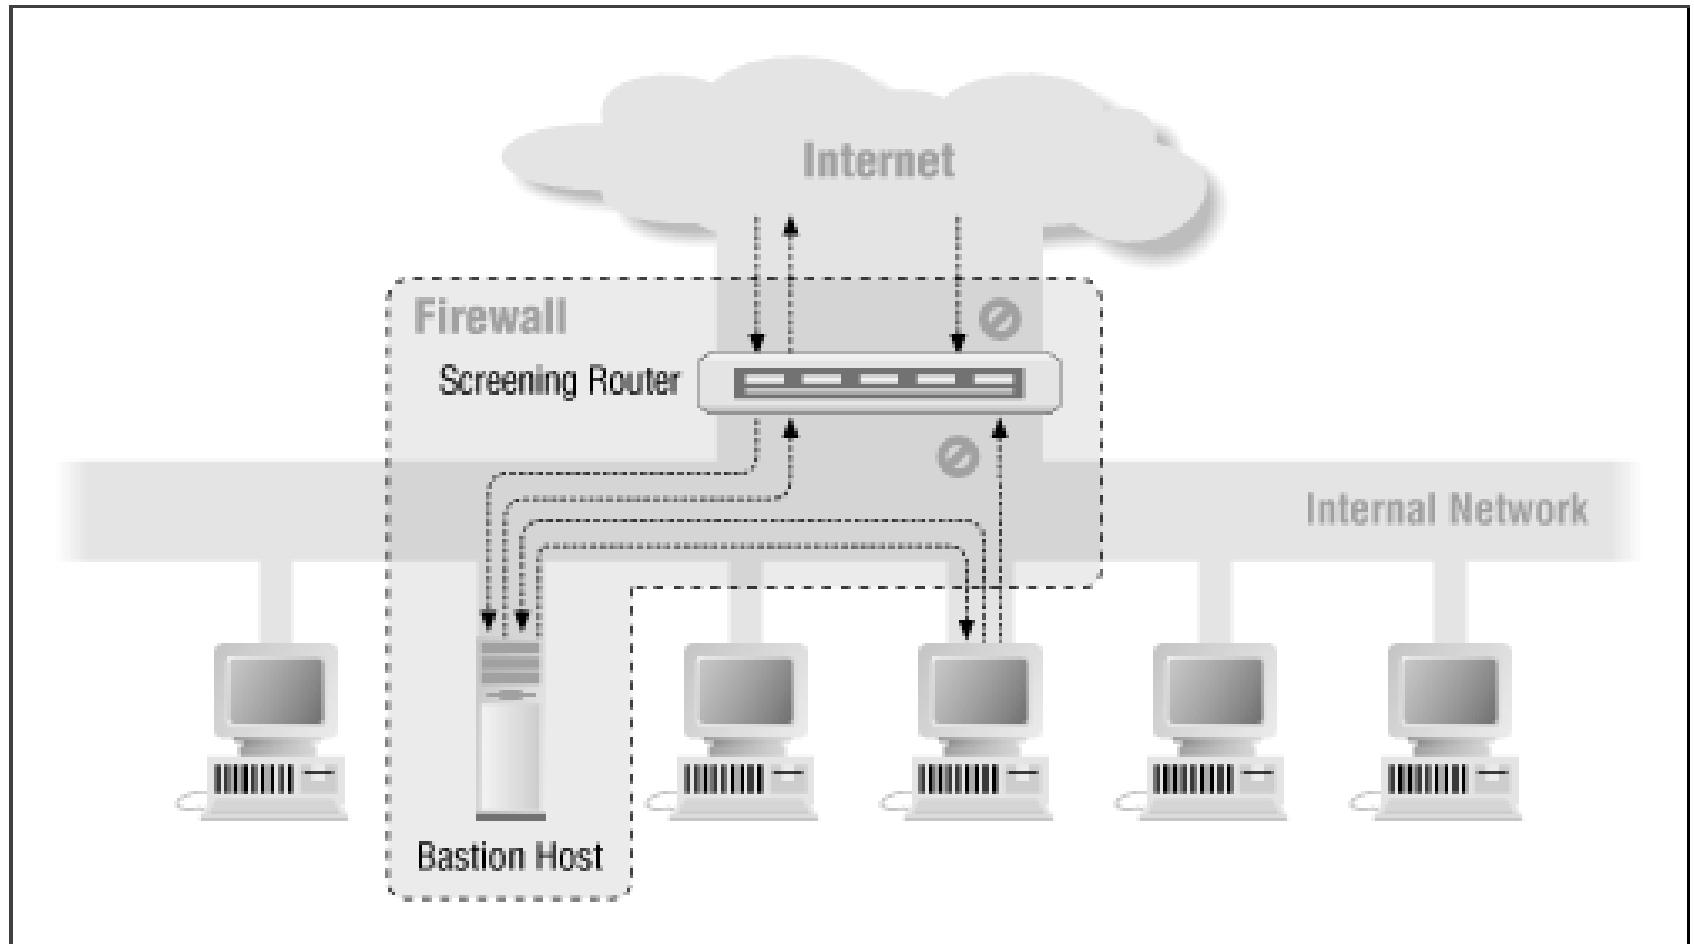 Internet
Firewall
Screening Router
Internal Network
Bastion Host